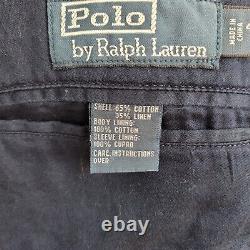 Polo
by Ralph Lauren
MADE IN
CHINA
SHELL: 65% COTTON
35% LINEN
BODY LINING:
100% COTTON
SLEEVE LINING:
100% CUPRO
CARE INSTRUCTIONS
OVER